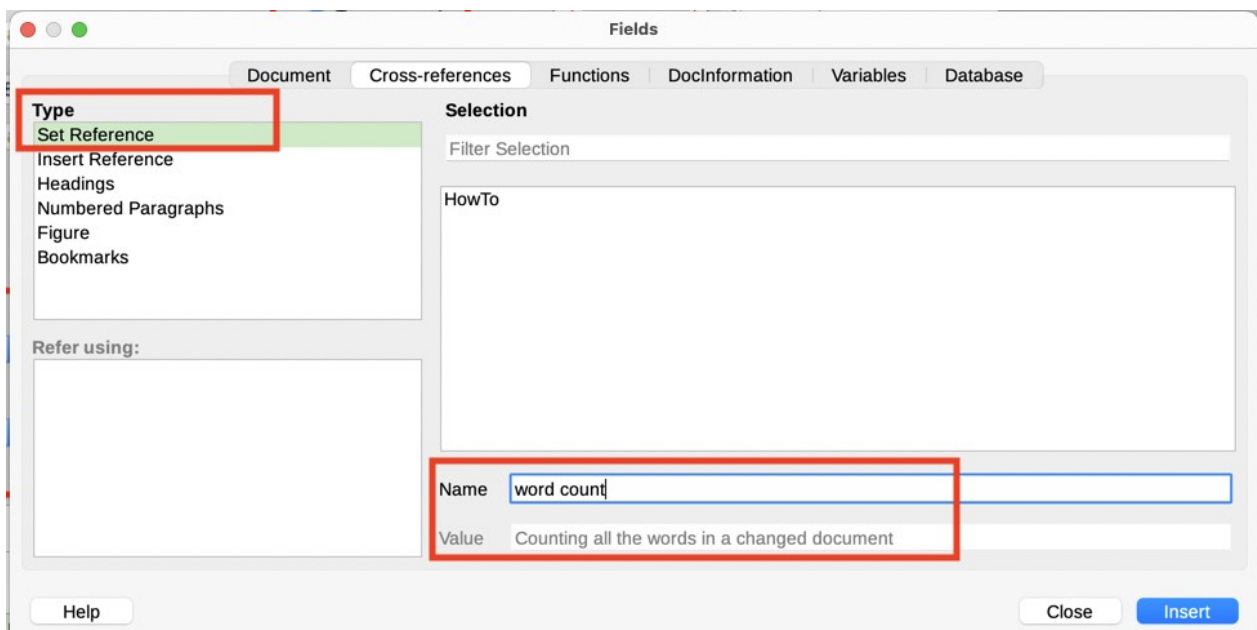 Fields
Document Cross-references Functions DocInformation Variables Database
Type
Set Reference
Insert Reference
Headings
Numbered Paragraphs
Figure
Bookmarks
Refer using:
Selection
Filter Selection
HowTo
Name word count
Value Counting all the words in a changed document
Help Close Insert